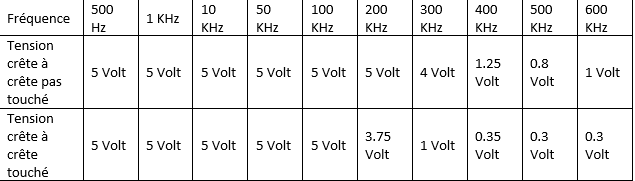 Fréquence 500 Hz 1 KHz 10 KHz 50 KHz 100 KHz 200 KHz 300 KHz 400 KHz 500 KHz 600 KHz
Tension crête à crête pas touché 5 Volt 5 Volt 5 Volt 5 Volt 5 Volt 5 Volt 4 Volt 1.25 Volt 0.8 Volt 1 Volt
Tension crête à crête touché 5 Volt 5 Volt 5 Volt 5 Volt 5 Volt 3.75 Volt 1 Volt 0.35 Volt 0.3 Volt 0.3 Volt